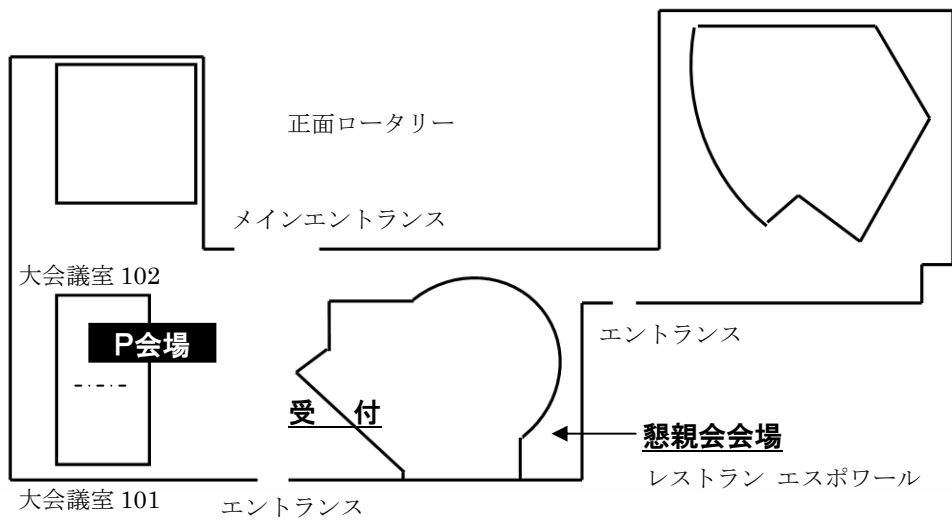 正面ロータリー
メインエントランス
大会議室 102
P会場
エントランス
受　付
懇親会会場
レストラン エスポワール
大会議室 101
エントランス